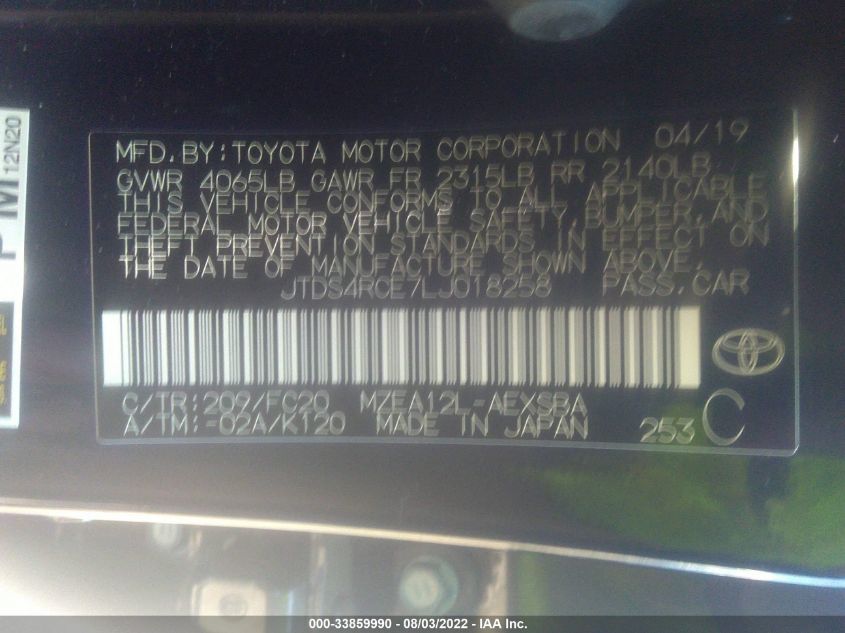 MFD. BY: TOYOTA MOTOR CORPORATION 04/19
GVWR 4065LB GAWR FR 2315LB RR 2140LB
THIS VEHICLE CONFORMS TO ALL APPLICABLE
FEDERAL MOTOR VEHICLE SAFETY, BUMPER, AND
THEFT PREVENTION STANDARDS IN EFFECT ON
THE DATE OF MANUFACTURE SHOWN ABOVE.
JTDS4RCE7LJ018258 PASS. CAR
C/TR: 209/FC20 MZEA12L-AEXSBA
A/TM: -02A/K120 MADE IN JAPAN 253 C
PM
12N20
000-33859990 - 08/03/2022 - IAA Inc.